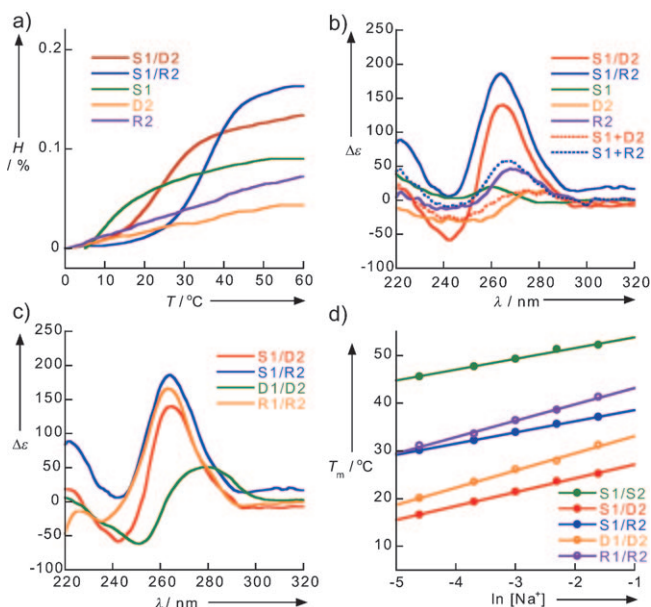 a)
0.2
0.1
0
H
/ %
S1/D2
S1/R2
S1
D2
R2
0 10 20 30 40 50 60
T / °C
b)
250
200
150
100
50
0
-50
-100
Δε
S1/D2
S1/R2
S1
D2
R2
S1+D2
S1+R2
220 240 260 280 300 320
λ / nm
c)
250
200
150
100
50
0
-50
-100
Δε
S1/D2
S1/R2
D1/D2
R1/R2
220 240 260 280 300 320
λ / nm
d)
50
40
30
20
10
Tm / °C
S1/S2
S1/D2
S1/R2
D1/D2
R1/R2
-5 -4 -3 -2 -1
ln [Na+]